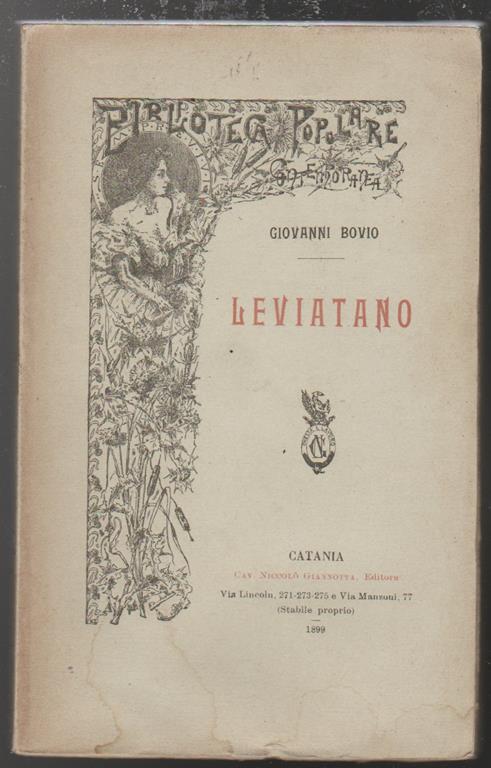 BIBLIOTECA POPOLARE
CONTEMPORANEA
GIOVANNI BOVIO
LEVIATANO
CATANIA
CAV. NICCOLÒ GIANNOTTA, Editore
Via Lincoln, 271-273-275 e Via Manzoni, 77
(Stabile proprio)
1899